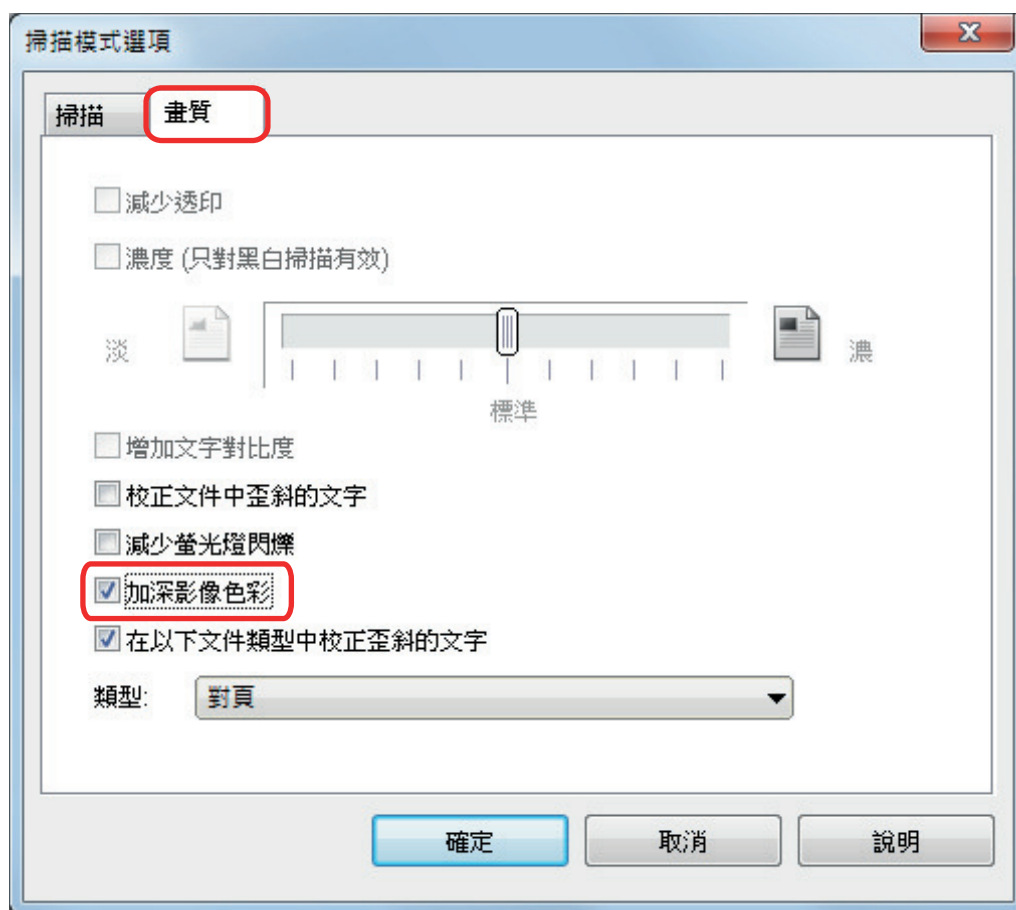 掃描模式選項
掃描 畫質
減少透印
濃度 (只對黑白掃描有效)
淡 濃
標準
增加文字對比度
校正文件中歪斜的文字
減少螢光燈閃爍
加深影像色彩
在以下文件類型中校正歪斜的文字
類型: 對頁
確定 取消 說明